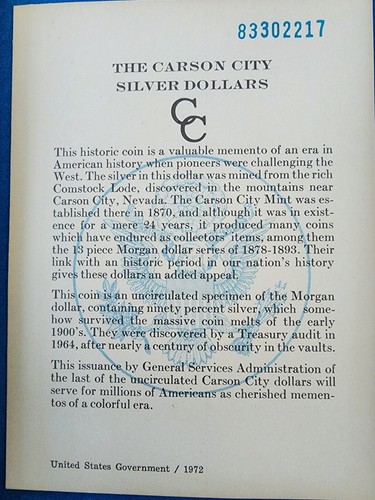 83302217
THE CARSON CITY
SILVER DOLLARS
CC
This historic coin is a valuable memento of an era in
American history when pioneers were challenging the
West. The silver in this dollar was mined from the rich
Comstock Lode, discovered in the mountains near
Carson City, Nevada. The Carson City Mint was es-
tablished there in 1870, and although it was in exist-
ence for a mere 24 years, it produced many coins
which have endured as collectors' items, among them
the 13 piece Morgan dollar series of 1878-1893. Their
link with an historic period in our nation's history
gives these dollars an added appeal.
This coin is an uncirculated specimen of the Morgan
dollar, containing ninety percent silver, which some-
how survived the massive coin melts of the early
1900's. They were discovered by a Treasury audit in
1964, after nearly a century of obscurity in the vaults.
This issuance by General Services Administration of
the last of the uncirculated Carson City dollars will
serve for millions of Americans as cherished memen-
tos of a colorful era.
United States Government / 1972